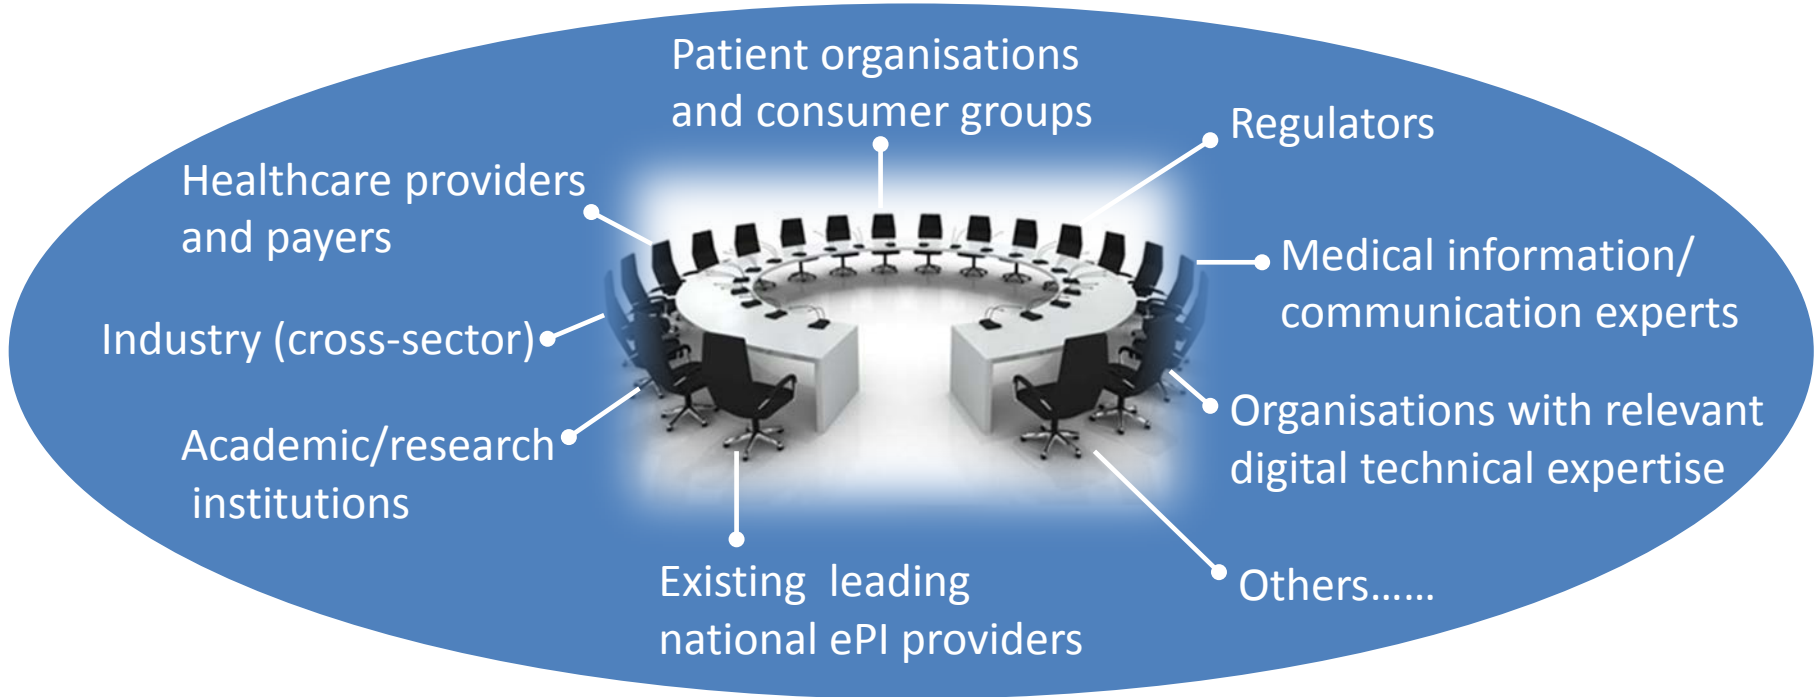 Patient organisations
and consumer groups
Regulators
Healthcare providers
and payers
Medical information/
communication experts
Industry (cross-sector)
Organisations with relevant
digital technical expertise
Academic/research
institutions
Existing leading
national ePI providers
Others......